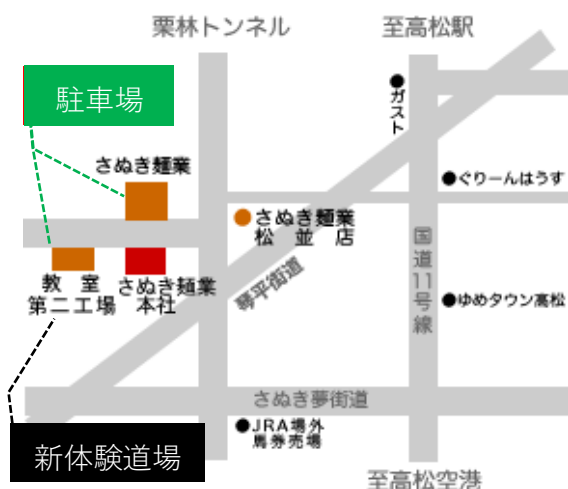 栗林トンネル
至高松駅
駐車場
●ガスト
さぬき麺業
●ぐりーんはうす
●さぬき麺業
松並店
国道11号線
琴平街道
教室
第二工場
さぬき麺業
本社
●ゆめタウン高松
さぬき夢街道
●JRA場外
馬券売場
新体験道場
至高松空港